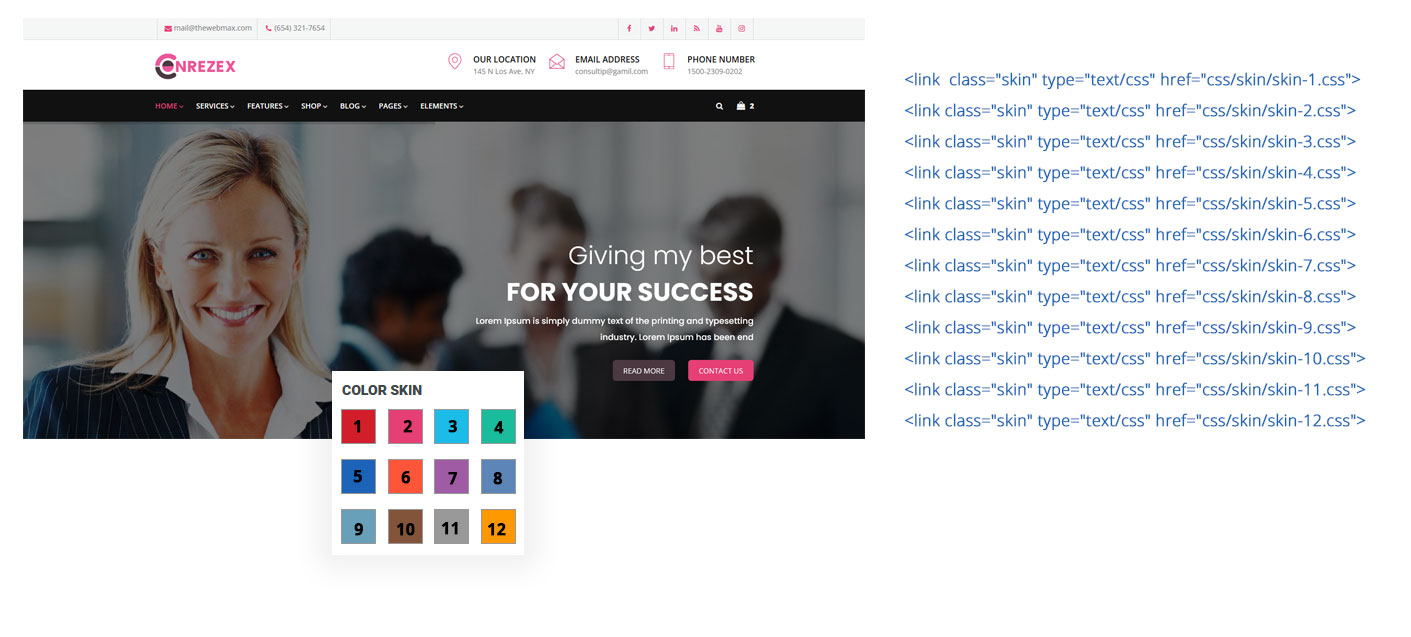 mail@thewebmax.com (654) 321-7654
ENREZEX
OUR LOCATION
145 N Los Ave, NY
EMAIL ADDRESS
consultip@gamil.com
PHONE NUMBER
1500-2309-0202
HOME SERVICES FEATURES SHOP BLOG PAGES ELEMENTS 2
Giving my best
FOR YOUR SUCCESS
Lorem Ipsum is simply dummy text of the printing and typesetting
industry. Lorem Ipsum has been end
READ MORE CONTACT US
COLOR SKIN
1 2 3 4
5 6 7 8
9 10 11 12
<link  class="skin" type="text/css" href="css/skin/skin-1.css">
<link class="skin" type="text/css" href="css/skin/skin-2.css">
<link class="skin" type="text/css" href="css/skin/skin-3.css">
<link class="skin" type="text/css" href="css/skin/skin-4.css">
<link class="skin" type="text/css" href="css/skin/skin-5.css">
<link class="skin" type="text/css" href="css/skin/skin-6.css">
<link class="skin" type="text/css" href="css/skin/skin-7.css">
<link class="skin" type="text/css" href="css/skin/skin-8.css">
<link class="skin" type="text/css" href="css/skin/skin-9.css">
<link class="skin" type="text/css" href="css/skin/skin-10.css">
<link class="skin" type="text/css" href="css/skin/skin-11.css">
<link class="skin" type="text/css" href="css/skin/skin-12.css">